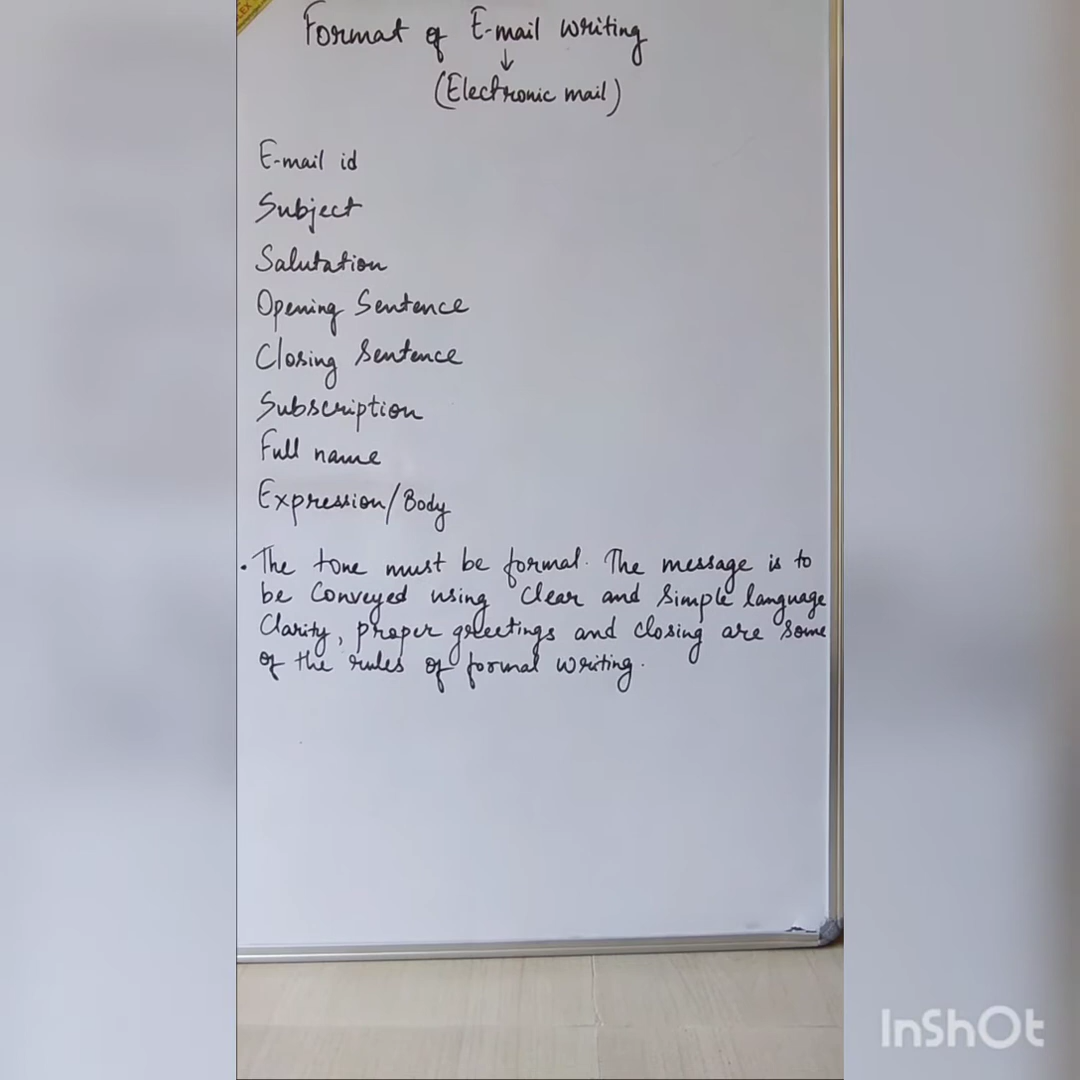 Format of E-mail writing
↓
(Electronic mail)
E-mail id
Subject
Salutation
Opening Sentence
Closing Sentence
Subscription
Full name
Expression/Body
• The tone must be formal. The message is to
be Conveyed using clear and simple language
Clarity, proper greetings and closing are some
of the rules of formal writing.
InShOt